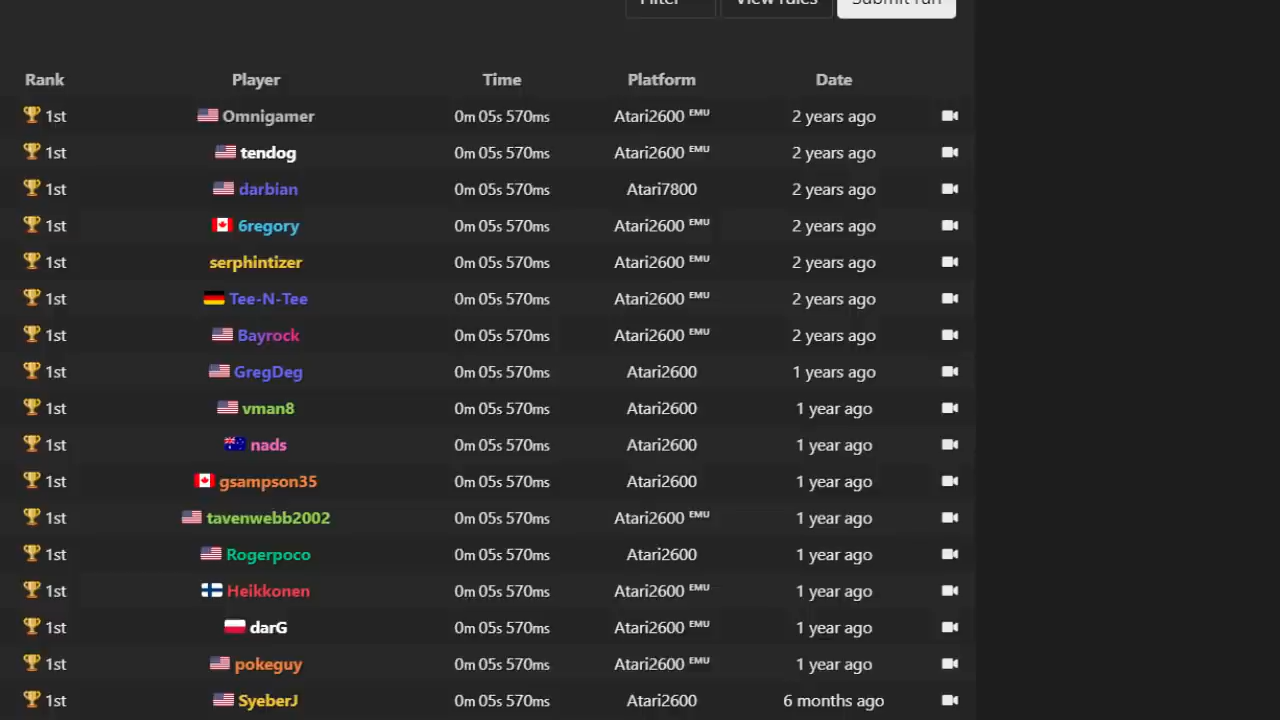 Filter View rules Submit run
Rank Player Time Platform Date
1st Omnigamer 0m 05s 570ms Atari2600 EMU 2 years ago
1st tendog 0m 05s 570ms Atari2600 EMU 2 years ago
1st darbian 0m 05s 570ms Atari7800 2 years ago
1st 6regory 0m 05s 570ms Atari2600 EMU 2 years ago
1st serphintizer 0m 05s 570ms Atari2600 EMU 2 years ago
1st Tee-N-Tee 0m 05s 570ms Atari2600 EMU 2 years ago
1st Bayrock 0m 05s 570ms Atari2600 EMU 2 years ago
1st GregDeg 0m 05s 570ms Atari2600 1 years ago
1st vman8 0m 05s 570ms Atari2600 1 year ago
1st nads 0m 05s 570ms Atari2600 1 year ago
1st gsampson35 0m 05s 570ms Atari2600 1 year ago
1st tavenwebb2002 0m 05s 570ms Atari2600 EMU 1 year ago
1st Rogerpoco 0m 05s 570ms Atari2600 1 year ago
1st Heikkonen 0m 05s 570ms Atari2600 EMU 1 year ago
1st darG 0m 05s 570ms Atari2600 EMU 1 year ago
1st pokeguy 0m 05s 570ms Atari2600 EMU 1 year ago
1st SyeberJ 0m 05s 570ms Atari2600 6 months ago